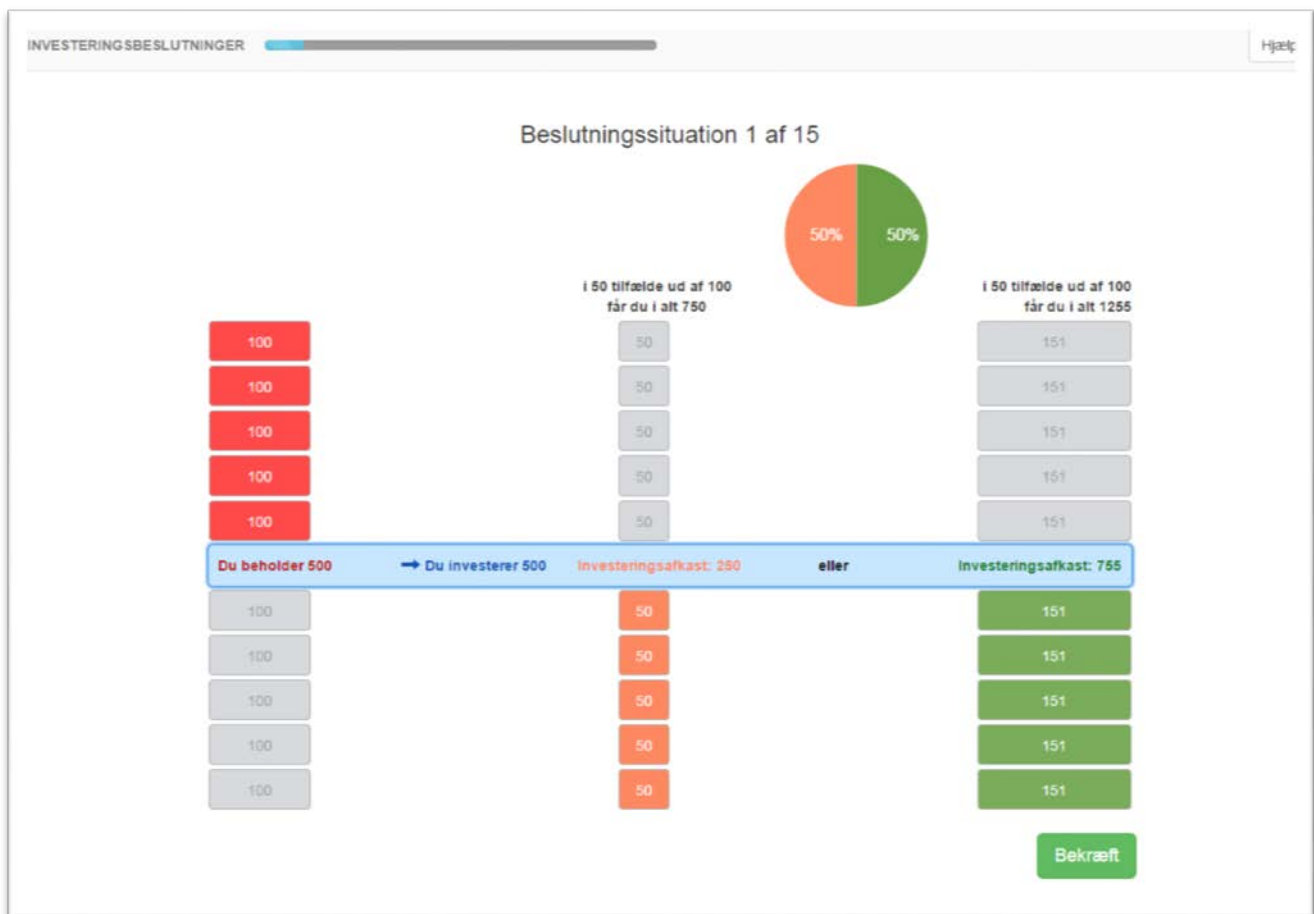 INVESTERINGSBESLUTNINGER
Hjælp
Beslutningssituation 1 af 15
50% 50%
i 50 tilfælde ud af 100
får du i alt 750
i 50 tilfælde ud af 100
får du i alt 1255
100 50 151
100 50 151
100 50 151
100 50 151
100 50 151
Du beholder 500 → Du investerer 500 Investeringsafkast: 250 eller Investeringsafkast: 755
100 50 151
100 50 151
100 50 151
100 50 151
100 50 151
Bekræft